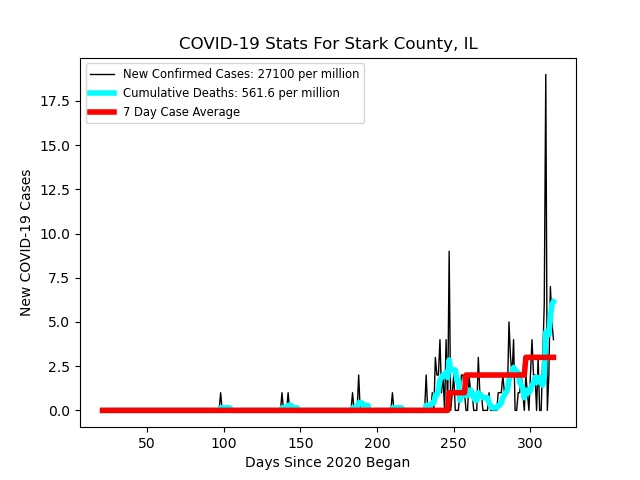 COVID-19 Stats For Stark County, IL
New Confirmed Cases: 27100 per million
Cumulative Deaths: 561.6 per million
7 Day Case Average
17.5
15.0
12.5
10.0
7.5
5.0
2.5
0.0
New COVID-19 Cases
50 100 150 200 250 300
Days Since 2020 Began